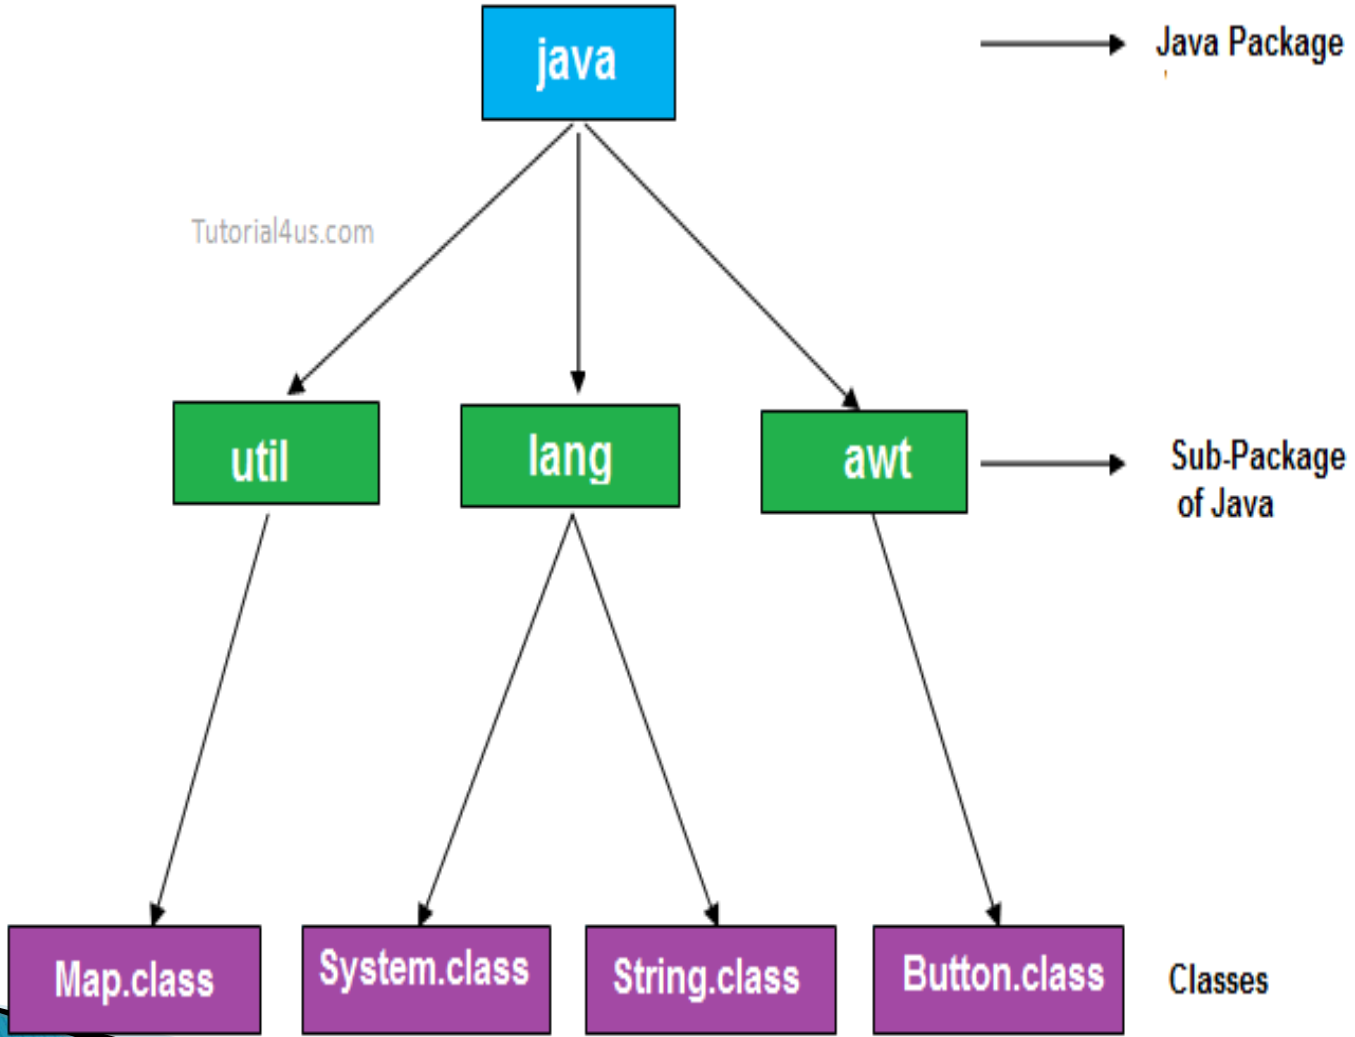 java
Java Package
Tutorial4us.com
util
lang
awt
Sub-Package
of Java
Map.class
System.class
String.class
Button.class
Classes